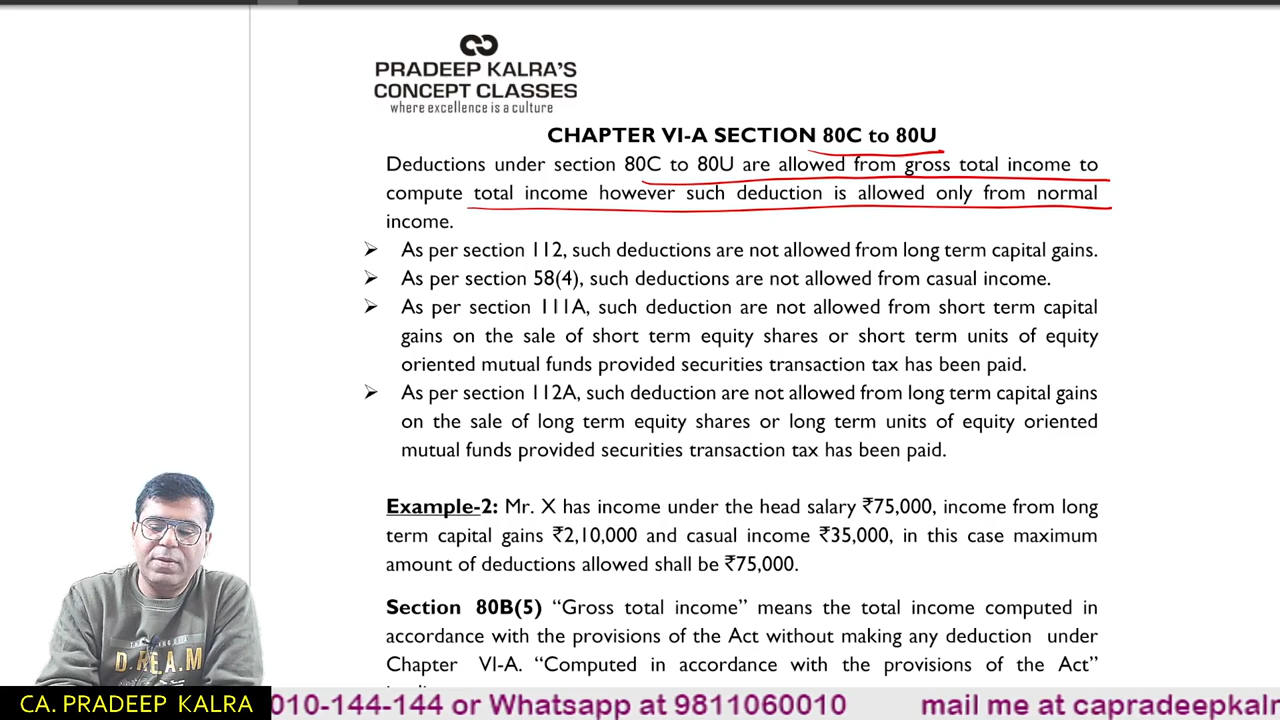 PRADEEP KALRA'S
CONCEPT CLASSES
where excellence is a culture
CHAPTER VI-A SECTION 80C to 80U
Deductions under section 80C to 80U are allowed from gross total income to
compute total income however such deduction is allowed only from normal
income.
➢ As per section 112, such deductions are not allowed from long term capital gains.
➢ As per section 58(4), such deductions are not allowed from casual income.
➢ As per section 111A, such deduction are not allowed from short term capital
gains on the sale of short term equity shares or short term units of equity
oriented mutual funds provided securities transaction tax has been paid.
➢ As per section 112A, such deduction are not allowed from long term capital gains
on the sale of long term equity shares or long term units of equity oriented
mutual funds provided securities transaction tax has been paid.
Example-2: Mr. X has income under the head salary ₹75,000, income from long
term capital gains ₹2,10,000 and casual income ₹35,000, in this case maximum
amount of deductions allowed shall be ₹75,000.
Section 80B(5) “Gross total income” means the total income computed in
accordance with the provisions of the Act without making any deduction under
Chapter VI-A. “Computed in accordance with the provisions of the Act”
D.REA.M
CA. PRADEEP KALRA
010-144-144 or Whatsapp at 9811060010 mail me at capradeepkalr